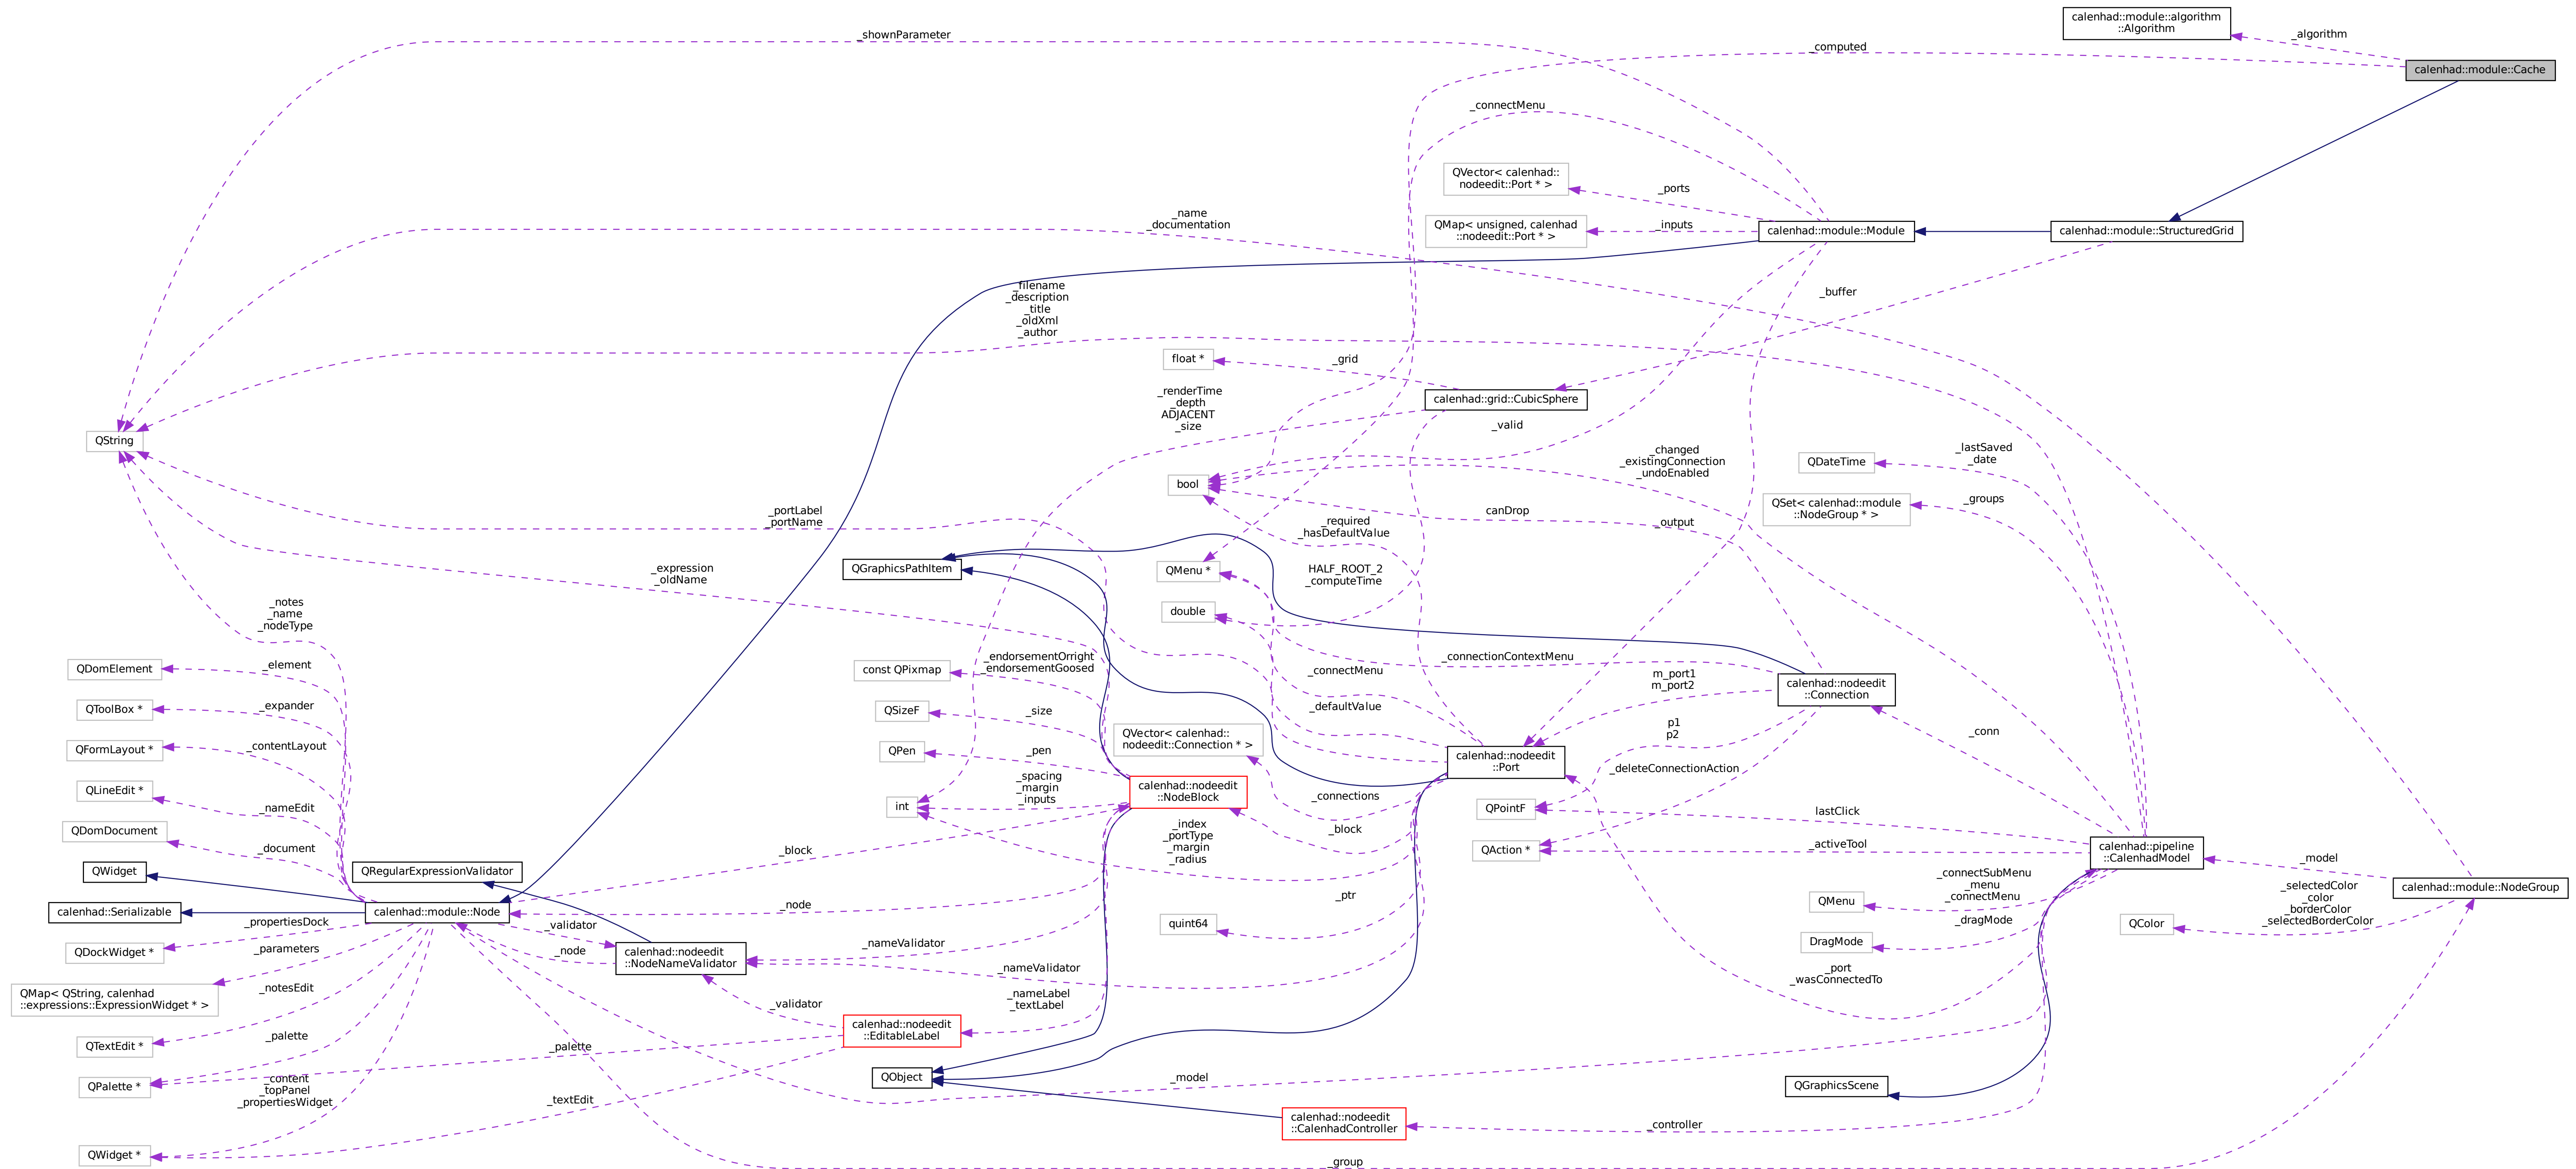 calenhad::module::algorithm
::Algorithm
_algorithm
_shownParameter
_computed
calenhad::module::Cache
_connectMenu
QVector< calenhad::
nodeedit::Port * >
_ports
_name
_documentation
QMap< unsigned, calenhad
::nodeedit::Port * >
_inputs
calenhad::module::Module
calenhad::module::StructuredGrid
_filename
_description
_title
_oldXml
_author
_buffer
float *
_grid
_renderTime
_depth
ADJACENT
_size
calenhad::grid::CubicSphere
_valid
QString
_changed
_existingConnection
_undoEnabled
QDateTime
_lastSaved
_date
bool
QSet< calenhad::module
::NodeGroup * >
_groups
_portLabel
_portName
canDrop
_output
_required
_hasDefaultValue
QGraphicsPathItem
QMenu *
HALF_ROOT_2
_computeTime
_expression
_oldName
_notes
_name
_nodeType
double
QDomElement
_element
const QPixmap
_endorsementOrright
_endorsementGoosed
_connectMenu
_connectionContextMenu
m_port1
m_port2
calenhad::nodeedit
::Connection
QToolBox *
_expander
QSizeF
_size
_defaultValue
QFormLayout *
_contentLayout
QPen
_pen
QVector< calenhad::
nodeedit::Connection * >
p1
p2
_conn
calenhad::nodeedit
::Port
_deleteConnectionAction
QLineEdit *
_nameEdit
_spacing
_margin
_inputs
calenhad::nodeedit
::NodeBlock
_connections
int
QPointF
lastClick
QDomDocument
_document
_index
_portType
_margin
_radius
_block
QAction *
_activeTool
calenhad::pipeline
::CalenhadModel
_model
_block
QWidget
QRegularExpressionValidator
calenhad::module::NodeGroup
_connectSubMenu
_menu
_connectMenu
QMenu
_selectedColor
_color
_borderColor
_selectedBorderColor
calenhad::Serializable
calenhad::module::Node
_node
_ptr
quint64
QColor
_dragMode
DragMode
_propertiesDock
QDockWidget *
_validator
_node
calenhad::nodeedit
::NodeNameValidator
_nameValidator
_parameters
_nameValidator
_port
_wasConnectedTo
QMap< QString, calenhad
::expressions::ExpressionWidget * >
_notesEdit
_validator
_nameLabel
_textLabel
calenhad::nodeedit
::EditableLabel
QTextEdit *
_palette
_palette
QPalette *
_content
_topPanel
_propertiesWidget
QObject
_model
QGraphicsScene
_textEdit
calenhad::nodeedit
::CalenhadController
_controller
QWidget *
_group